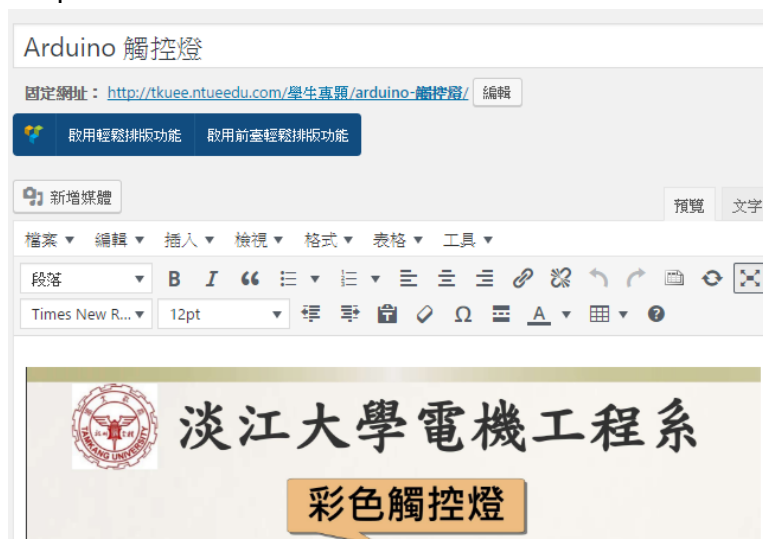 Arduino 觸控燈
固定網址： http://tkuee.ntueedu.com/學生專題/arduino-觸控燈/ 編輯
啟用輕鬆排版功能 啟用前臺輕鬆排版功能
新增媒體
預覽 文字
檔案 編輯 插入 檢視 格式 表格 工具
段落 B I
Times New R... 12pt Ω A
淡江大學電機工程系
TAMKANG UNIVERSITY
彩色觸控燈